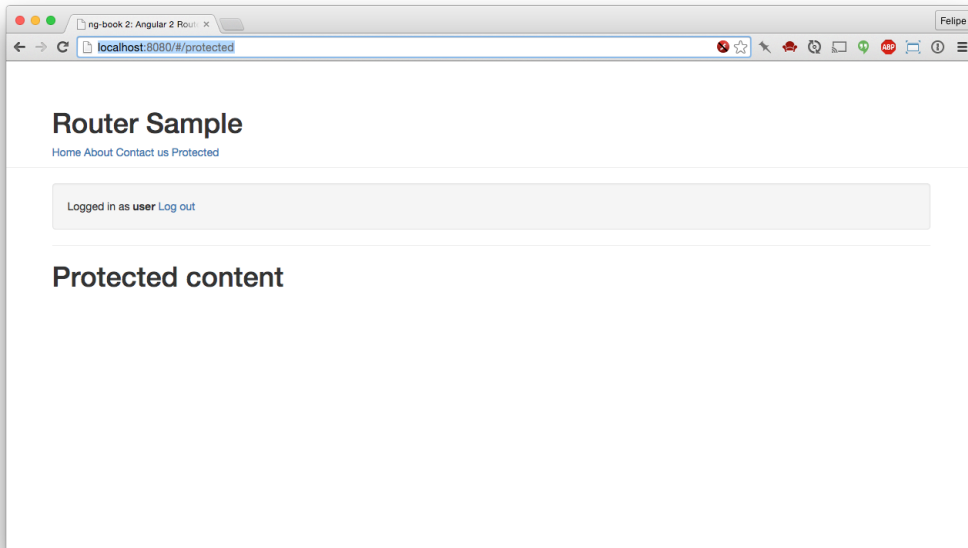 ng-book 2: Angular 2 Rout
Felipe
localhost:8080/#/protected
ABP
Router Sample
Home About Contact us Protected
Logged in as user Log out
Protected content